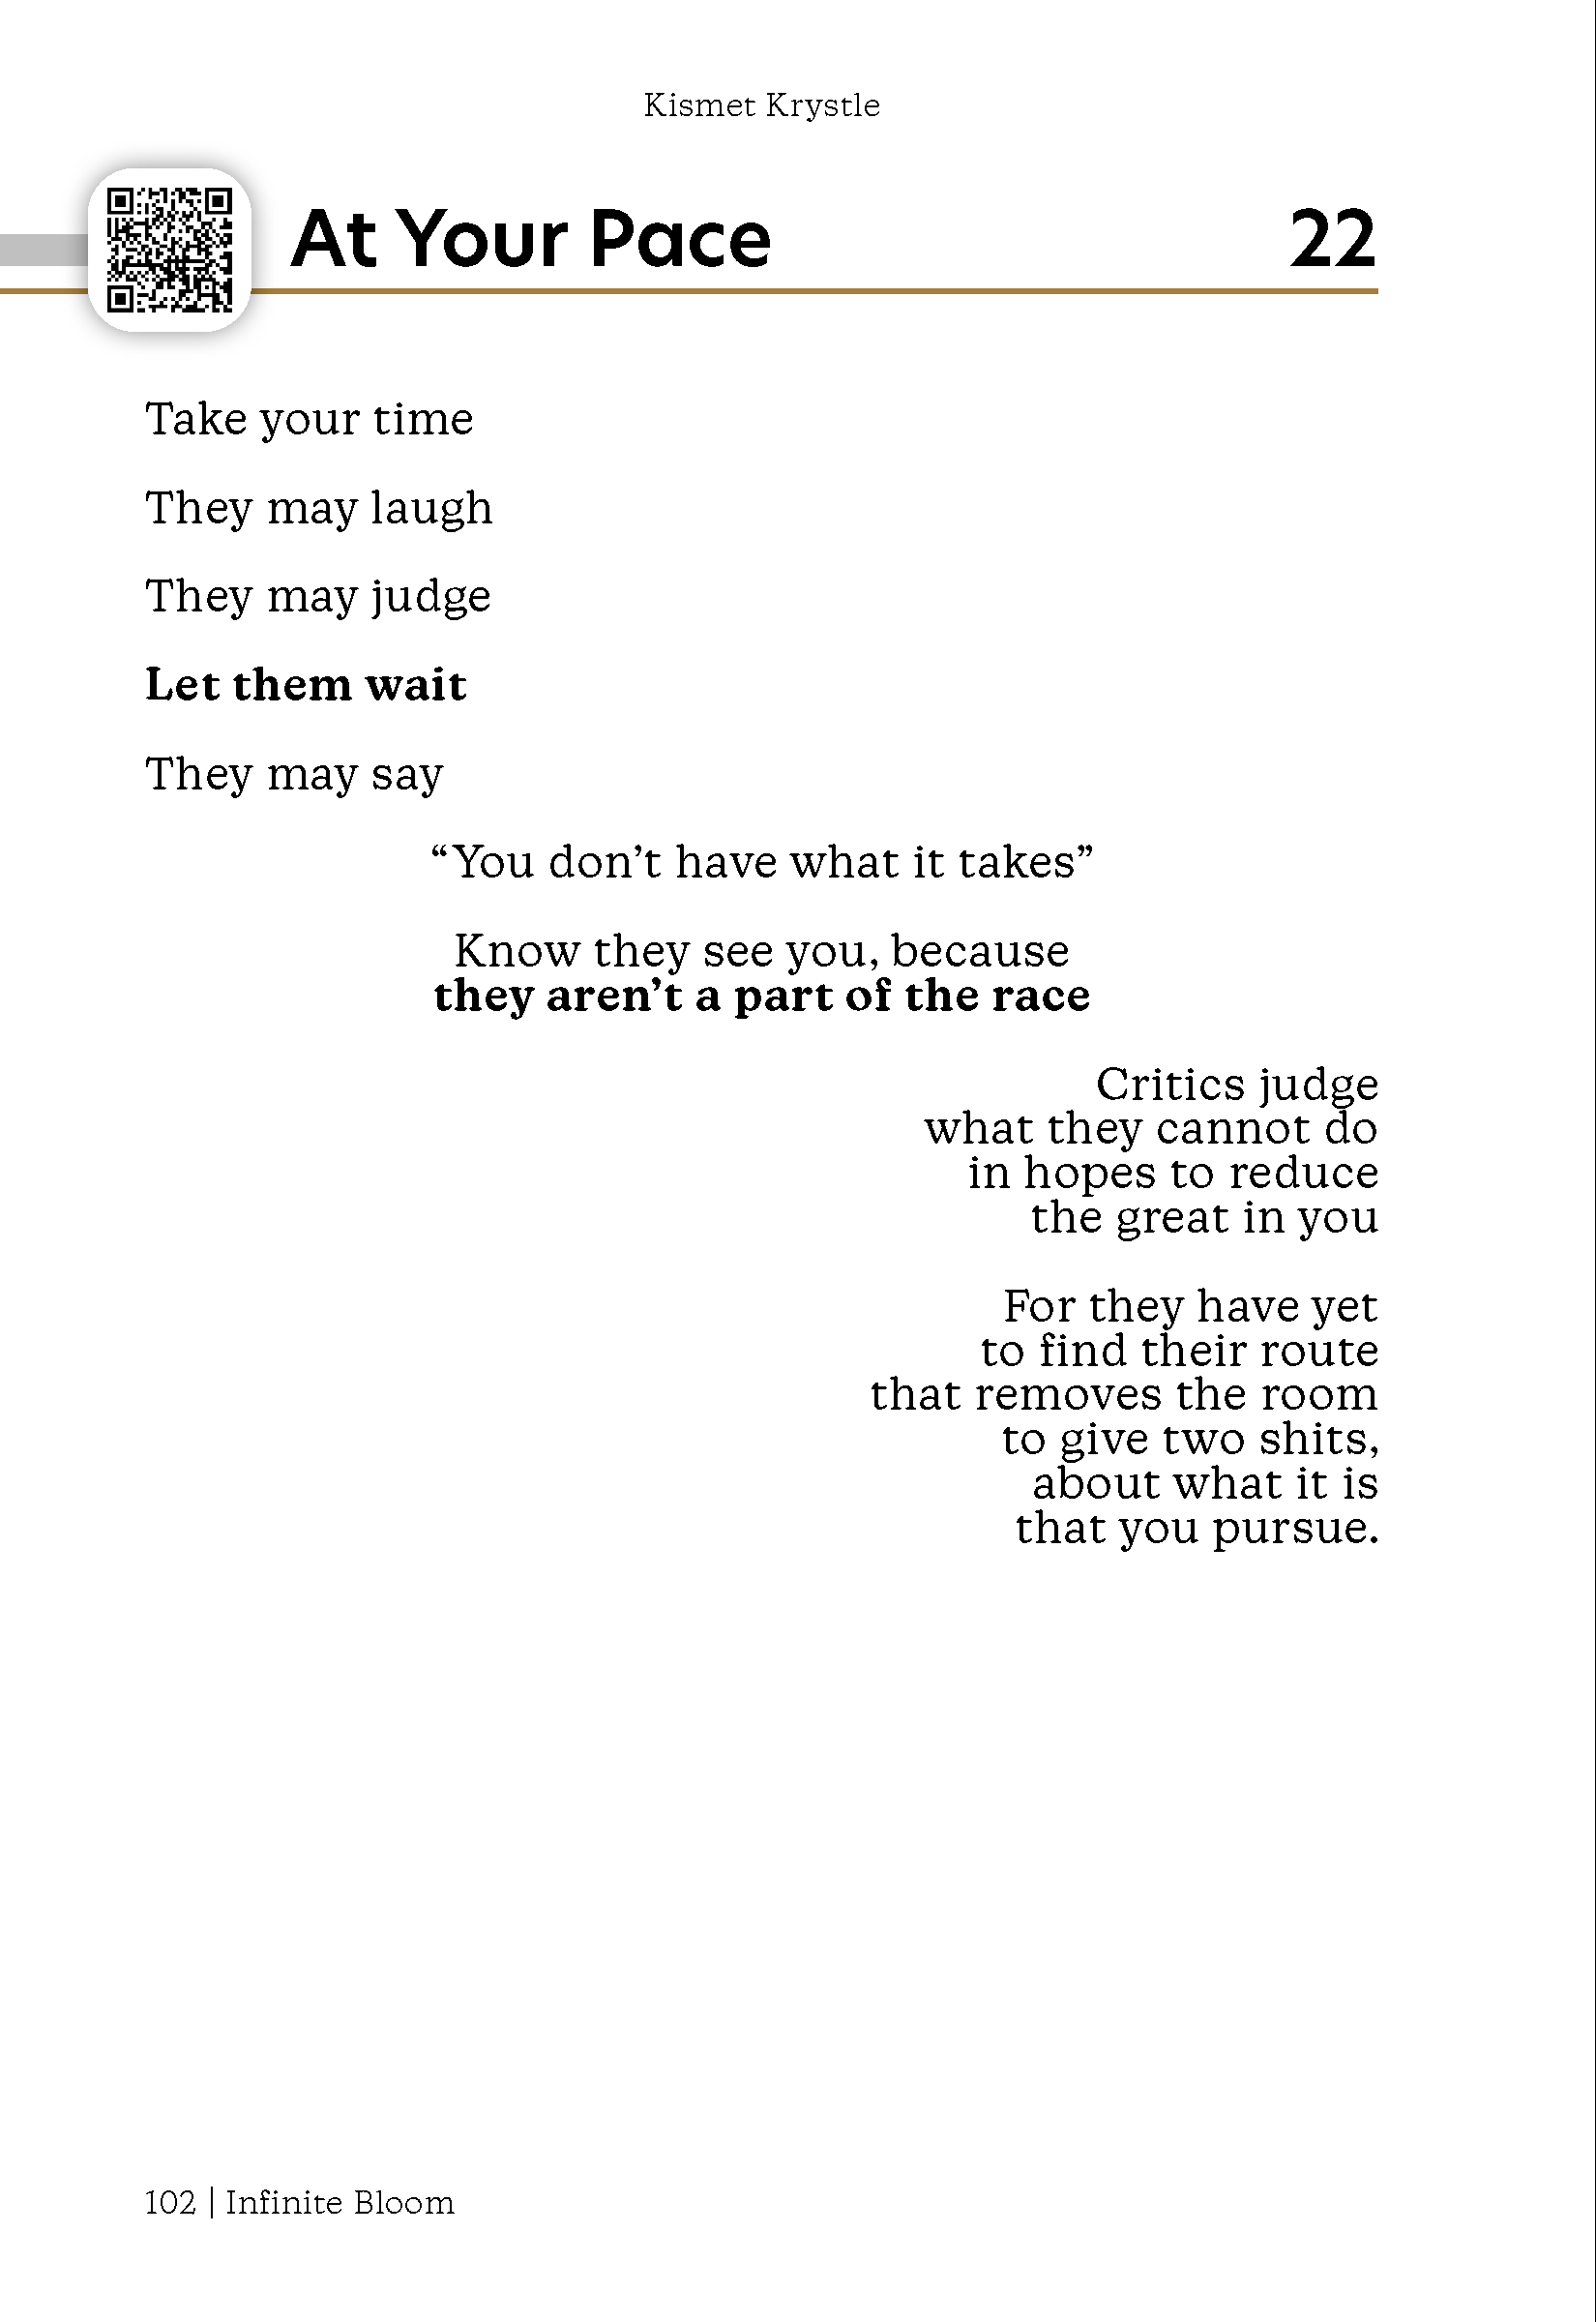 Kismet Krystle
At Your Pace 22
Take your time
They may laugh
They may judge
Let them wait
They may say
“You don’t have what it takes”
Know they see you, because
they aren’t a part of the race
Critics judge
what they cannot do
in hopes to reduce
the great in you
For they have yet
to find their route
that removes the room
to give two shits,
about what it is
that you pursue.
102 | Infinite Bloom